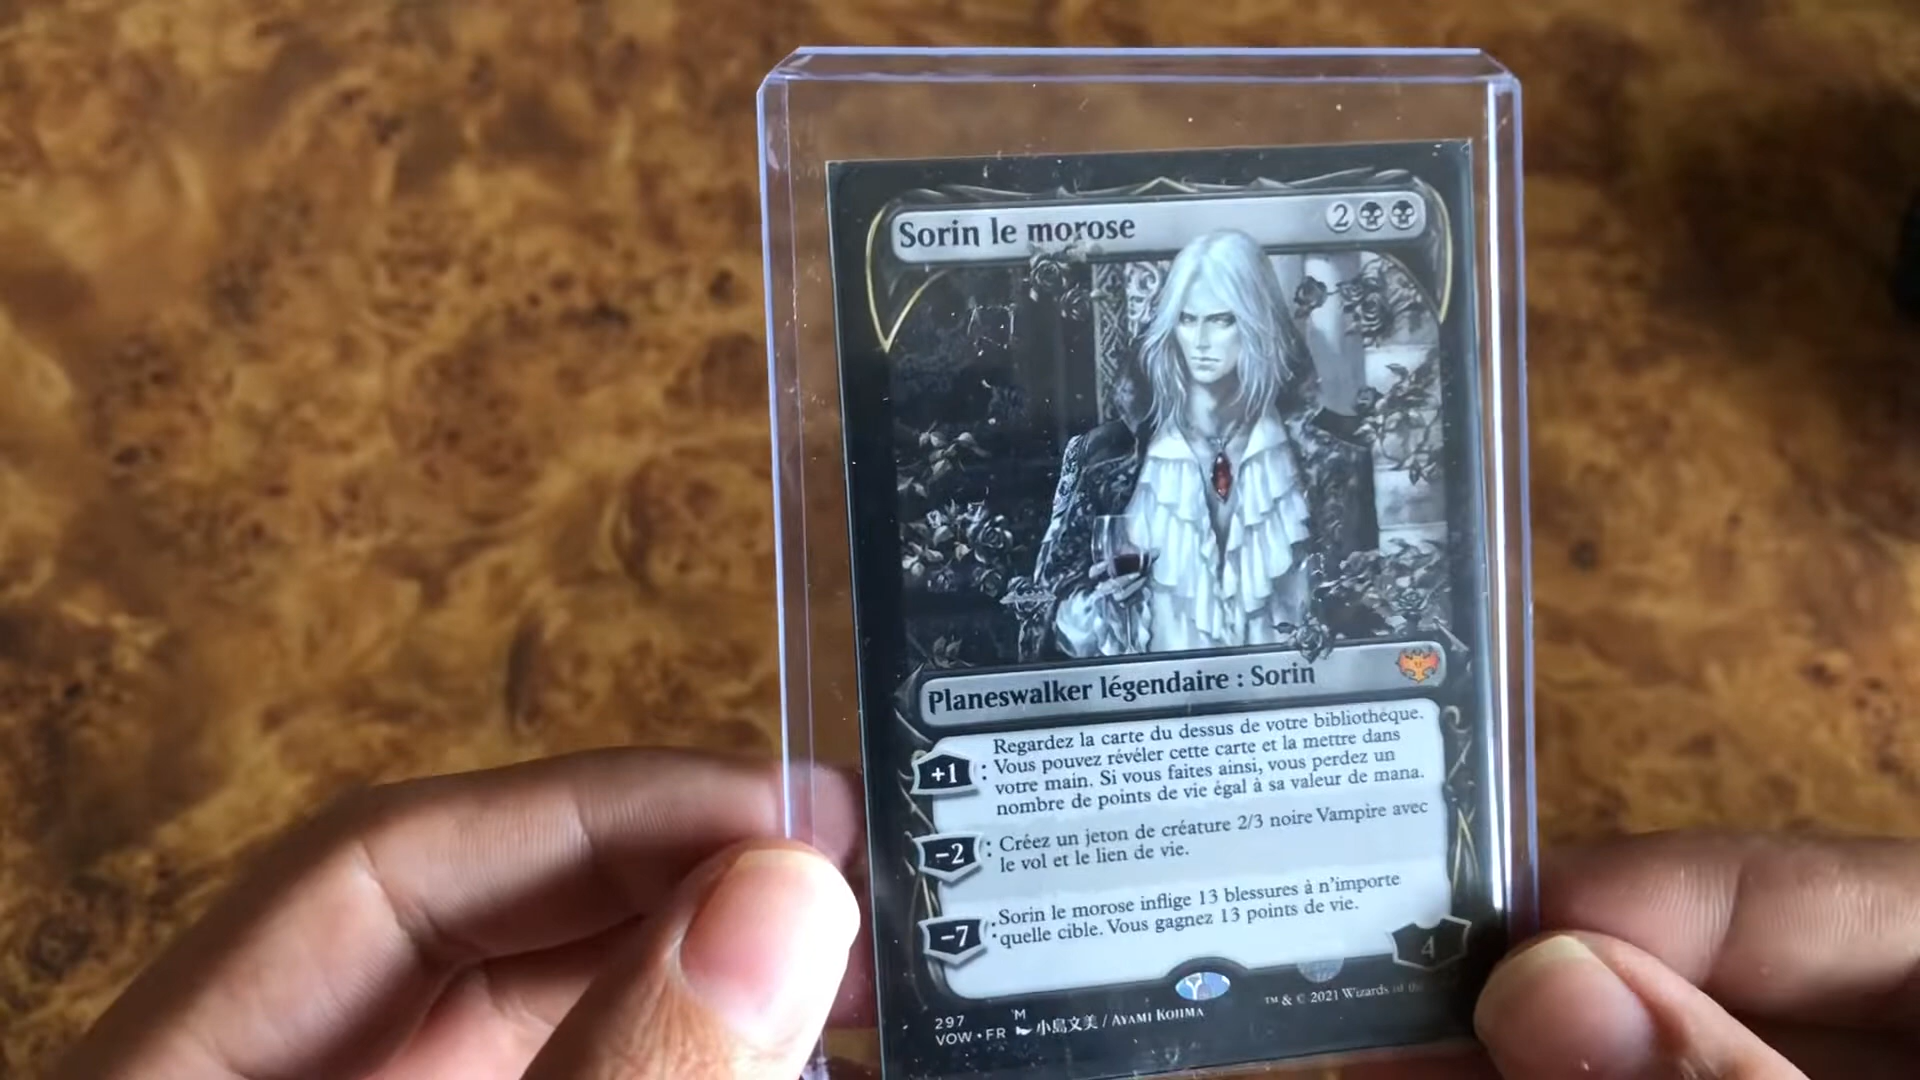 Sorin le morose 2
Planeswalker légendaire : Sorin
Regardez la carte du dessus de votre bibliothèque.
+1 : Vous pouvez révéler cette carte et la mettre dans
votre main. Si vous faites ainsi, vous perdez un
nombre de points de vie égal à sa valeur de mana.
−2 : Créez un jeton de créature 2/3 noire Vampire avec
le vol et le lien de vie.
−7 : Sorin le morose inflige 13 blessures à n'importe
quelle cible. Vous gagnez 13 points de vie.
4
297 M
VOW • FR 小島文美 / Ayami Kojima
™ & © 2021 Wizards of the